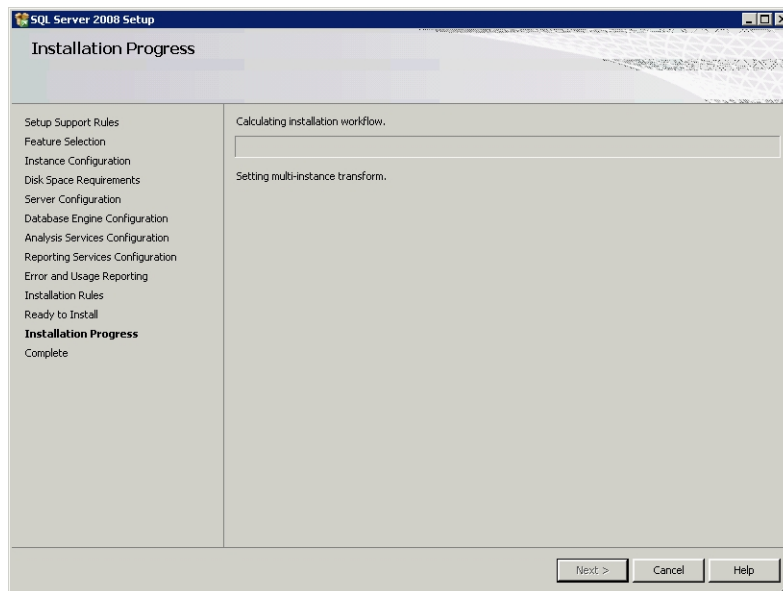 SQL Server 2008 Setup
Installation Progress
Setup Support Rules
Feature Selection
Instance Configuration
Disk Space Requirements
Server Configuration
Database Engine Configuration
Analysis Services Configuration
Reporting Services Configuration
Error and Usage Reporting
Installation Rules
Ready to Install
Installation Progress
Complete
Calculating installation workflow.
Setting multi-instance transform.
Next >
Cancel
Help